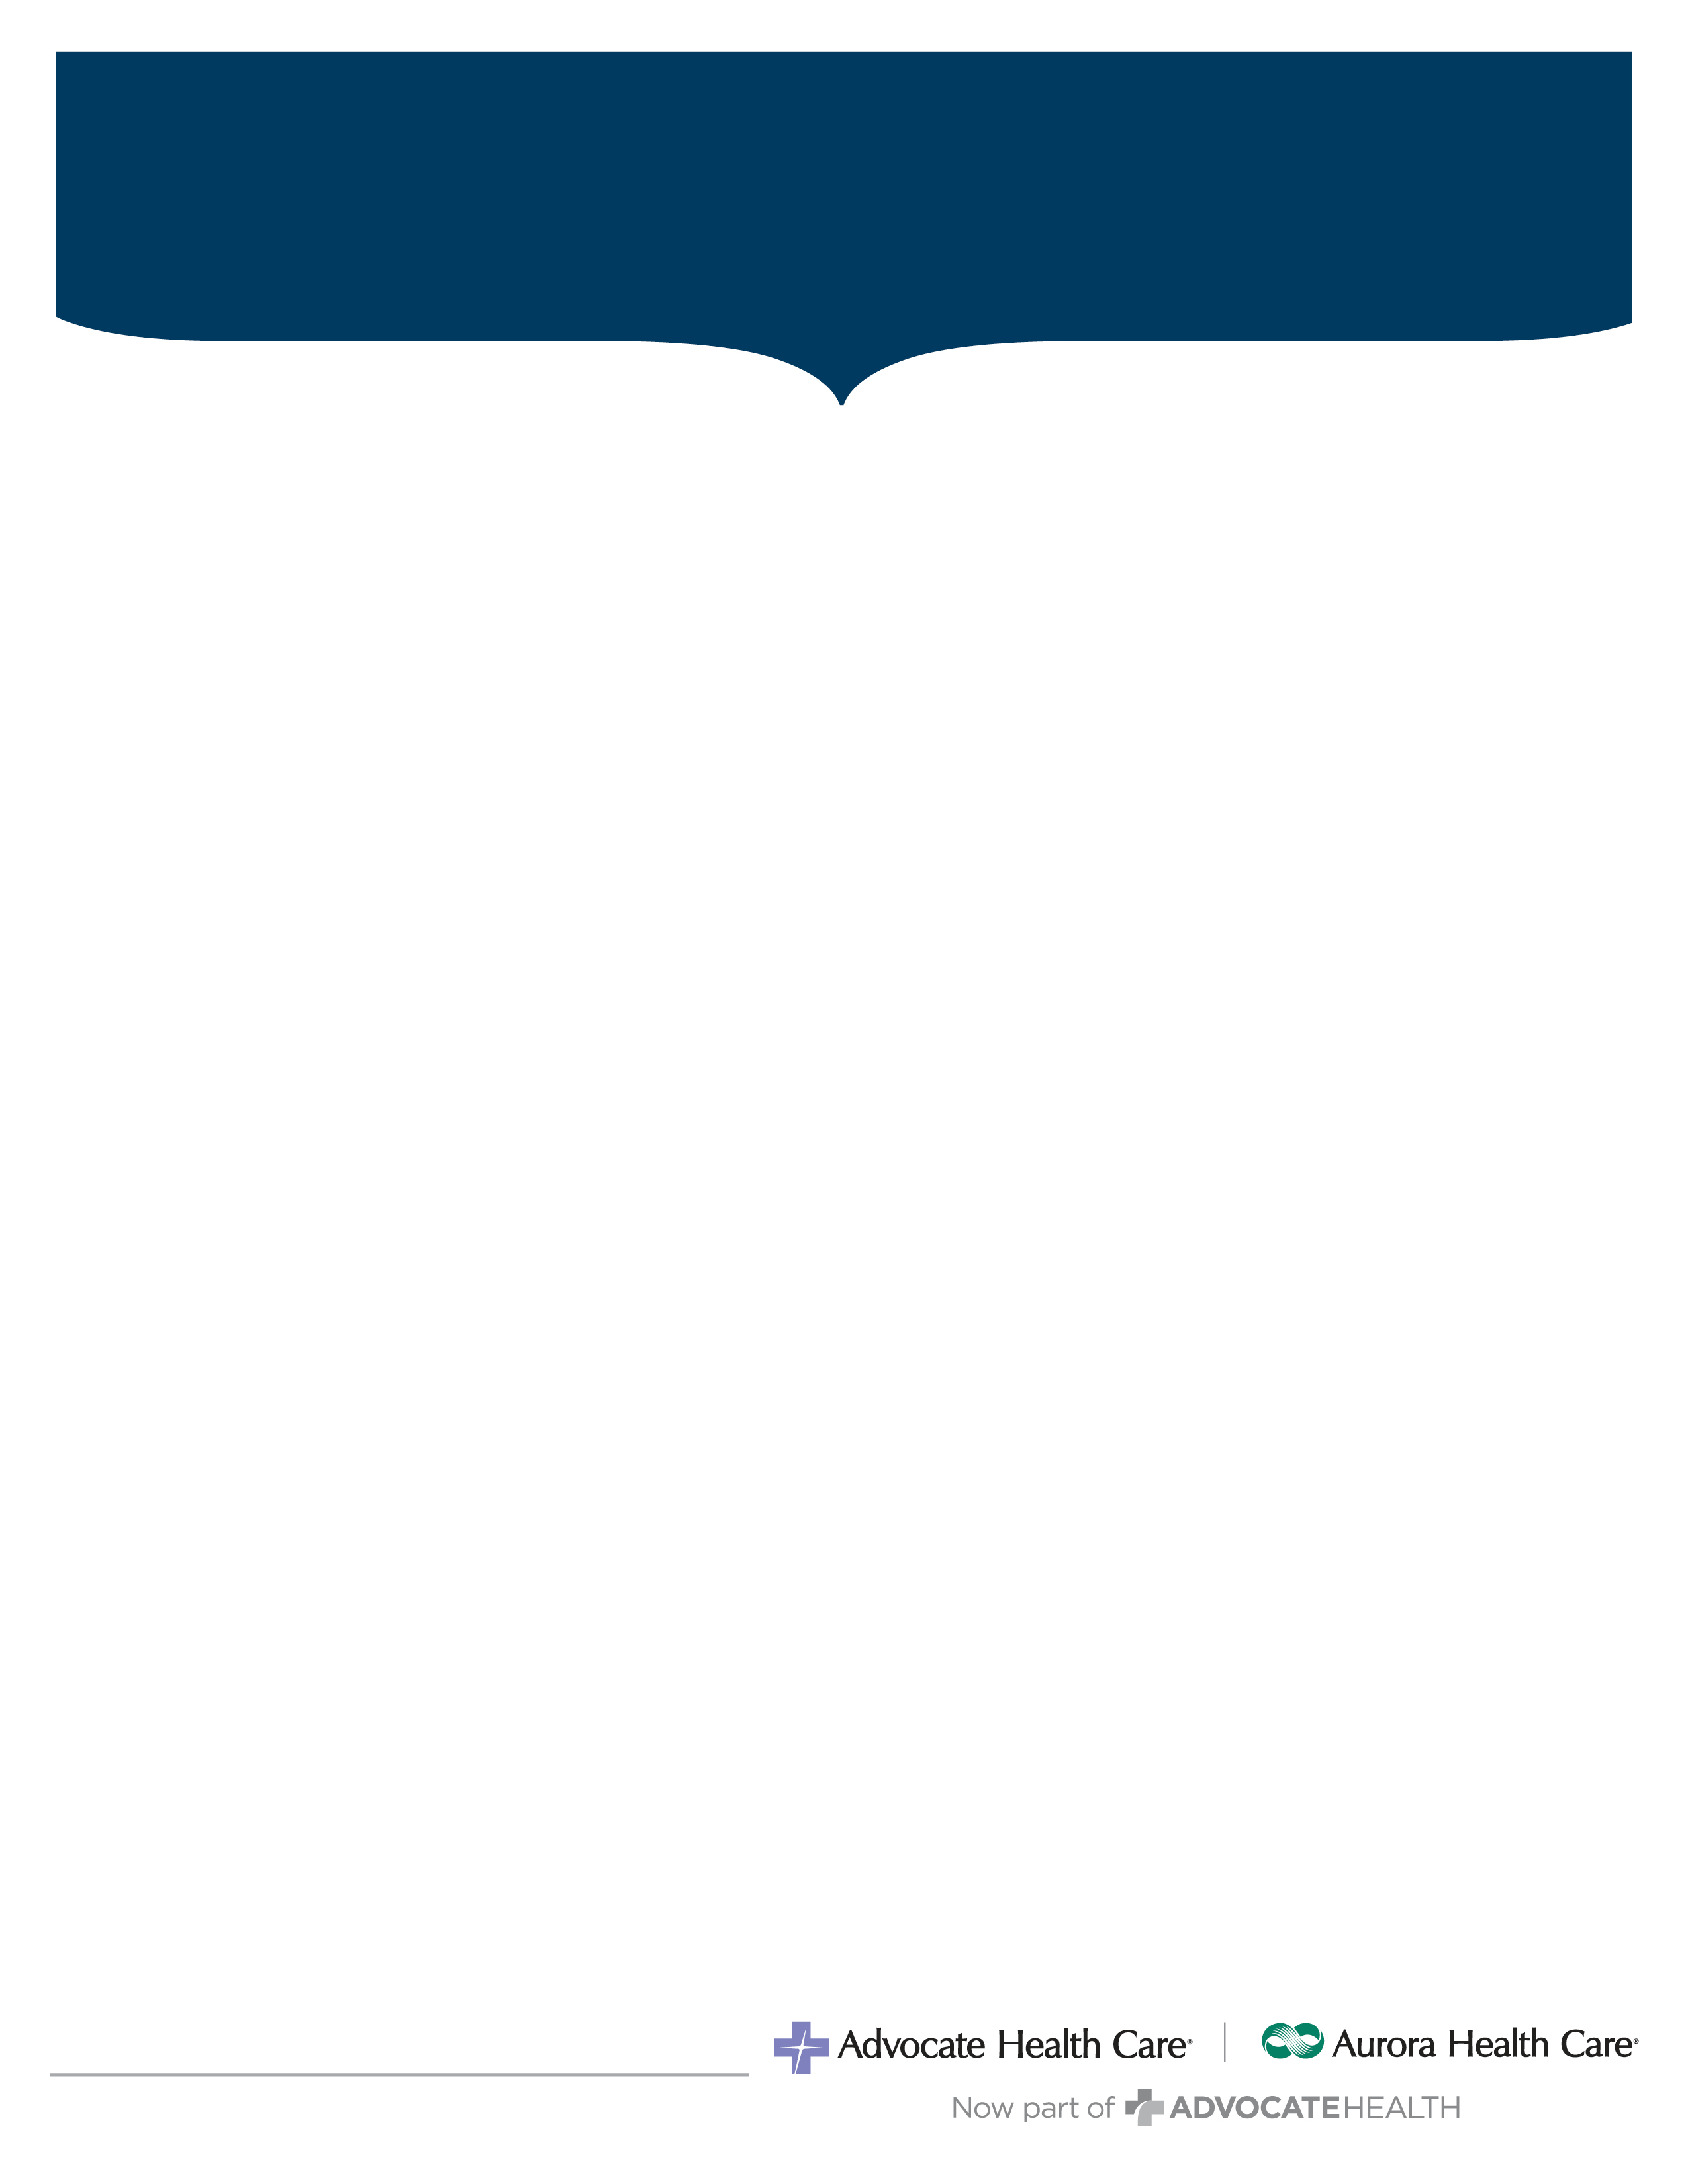 Advocate Health Care® | Aurora Health Care®
Now part of ADVOCATEHEALTH